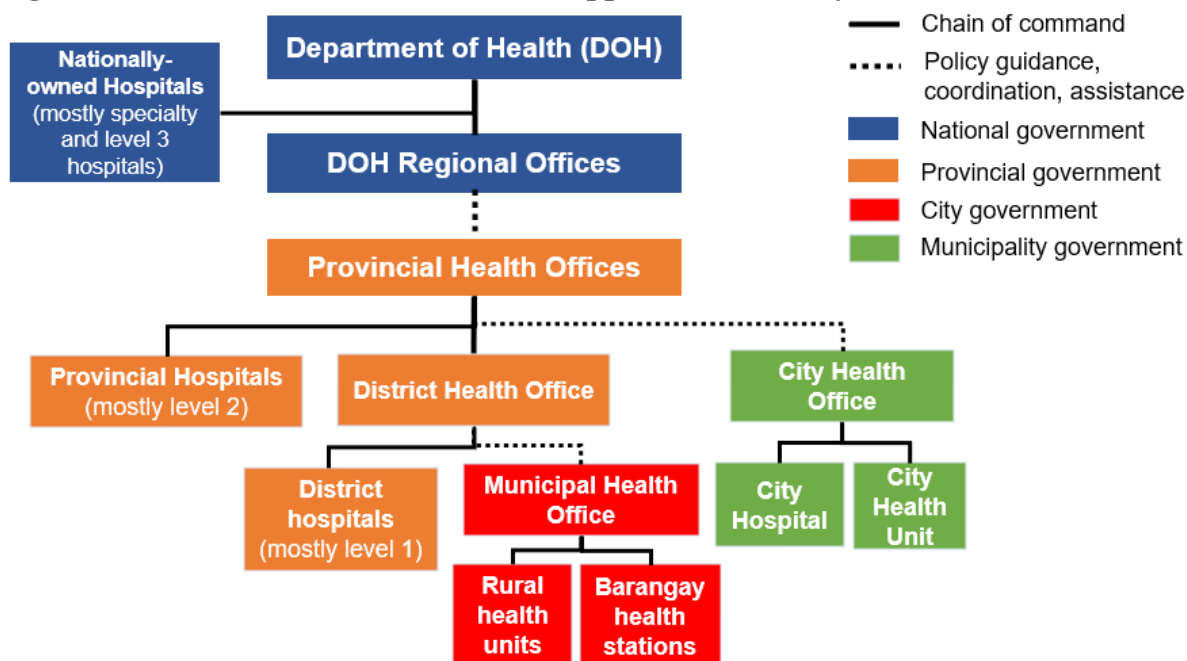 Department of Health (DOH)
Nationally-
owned Hospitals
(mostly specialty
and level 3
hospitals)
DOH Regional Offices
Provincial Health Offices
Provincial Hospitals
(mostly level 2)
District Health Office
City Health
Office
District
hospitals
(mostly level 1)
Municipal Health
Office
City
Hospital
City
Health
Unit
Rural
health
units
Barangay
health
stations
Chain of command
Policy guidance,
coordination, assistance
National government
Provincial government
City government
Municipality government